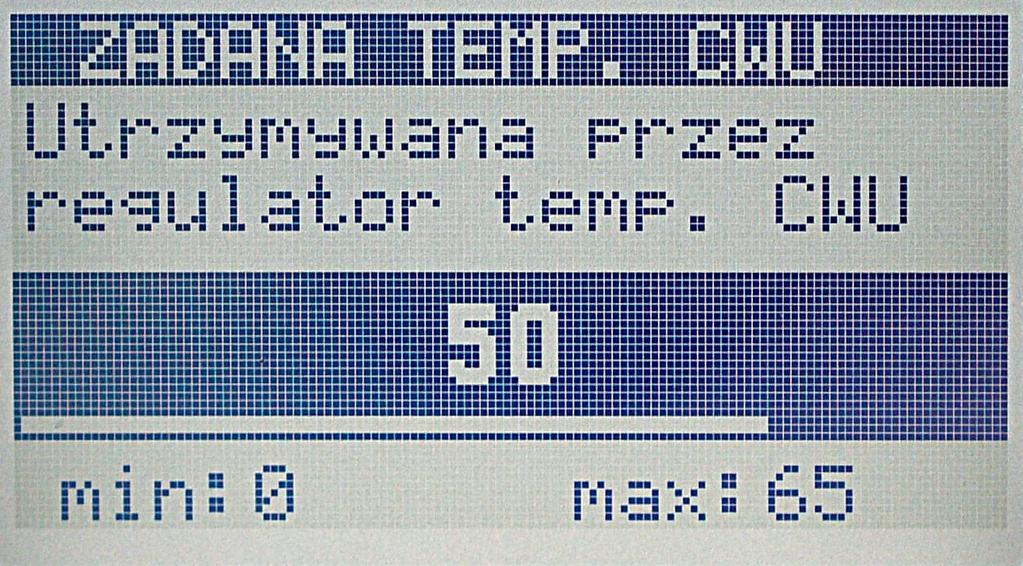 ZADANA TEMP. CWU
Utrzymywana przez
regulator temp. CWU
50
min:0 max:65